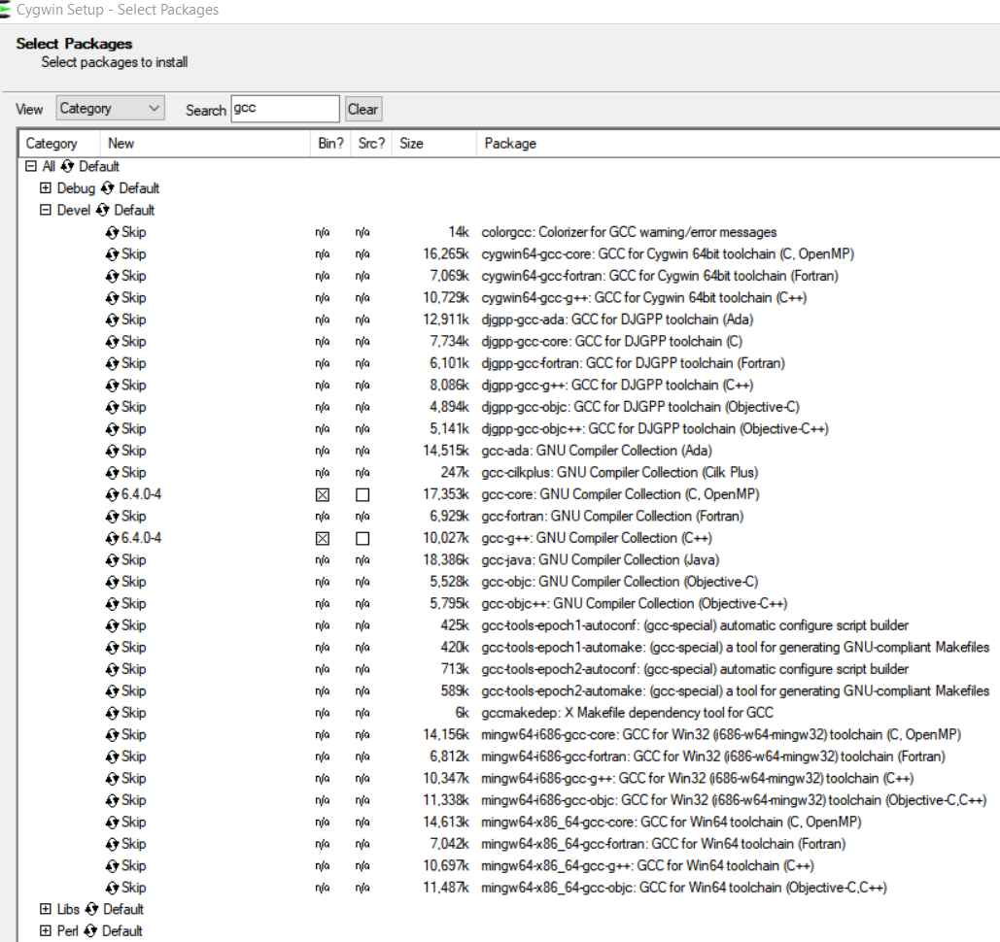 Cygwin Setup - Select Packages
Select Packages
Select packages to install
View Category Search gcc Clear
Category New Bin? Src? Size Package
All Default
Debug Default
Devel Default
Skip n/a n/a 14k colorgcc: Colorizer for GCC warning/error messages
Skip n/a n/a 16,265k cygwin64-gcc-core: GCC for Cygwin 64bit toolchain (C, OpenMP)
Skip n/a n/a 7,069k cygwin64-gcc-fortran: GCC for Cygwin 64bit toolchain (Fortran)
Skip n/a n/a 10,729k cygwin64-gcc-g++: GCC for Cygwin 64bit toolchain (C++)
Skip n/a n/a 12,911k djgpp-gcc-ada: GCC for DJGPP toolchain (Ada)
Skip n/a n/a 7,734k djgpp-gcc-core: GCC for DJGPP toolchain (C)
Skip n/a n/a 6,101k djgpp-gcc-fortran: GCC for DJGPP toolchain (Fortran)
Skip n/a n/a 8,086k djgpp-gcc-g++: GCC for DJGPP toolchain (C++)
Skip n/a n/a 4,894k djgpp-gcc-objc: GCC for DJGPP toolchain (Objective-C)
Skip n/a n/a 5,141k djgpp-gcc-objc++: GCC for DJGPP toolchain (Objective-C++)
Skip n/a n/a 14,515k gcc-ada: GNU Compiler Collection (Ada)
Skip n/a n/a 247k gcc-cilkplus: GNU Compiler Collection (Cilk Plus)
6.4.0-4 17,353k gcc-core: GNU Compiler Collection (C, OpenMP)
Skip n/a n/a 6,929k gcc-fortran: GNU Compiler Collection (Fortran)
6.4.0-4 10,027k gcc-g++: GNU Compiler Collection (C++)
Skip n/a n/a 18,386k gcc-java: GNU Compiler Collection (Java)
Skip n/a n/a 5,528k gcc-objc: GNU Compiler Collection (Objective-C)
Skip n/a n/a 5,795k gcc-objc++: GNU Compiler Collection (Objective-C++)
Skip n/a n/a 425k gcc-tools-epoch1-autoconf: (gcc-special) automatic configure script builder
Skip n/a n/a 420k gcc-tools-epoch1-automake: (gcc-special) a tool for generating GNU-compliant Makefiles
Skip n/a n/a 713k gcc-tools-epoch2-autoconf: (gcc-special) automatic configure script builder
Skip n/a n/a 589k gcc-tools-epoch2-automake: (gcc-special) a tool for generating GNU-compliant Makefiles
Skip n/a n/a 6k gccmakedep: X Makefile dependency tool for GCC
Skip n/a n/a 14,156k mingw64-i686-gcc-core: GCC for Win32 (i686-w64-mingw32) toolchain (C, OpenMP)
Skip n/a n/a 6,812k mingw64-i686-gcc-fortran: GCC for Win32 (i686-w64-mingw32) toolchain (Fortran)
Skip n/a n/a 10,347k mingw64-i686-gcc-g++: GCC for Win32 (i686-w64-mingw32) toolchain (C++)
Skip n/a n/a 11,338k mingw64-i686-gcc-objc: GCC for Win32 (i686-w64-mingw32) toolchain (Objective-C,C++)
Skip n/a n/a 14,613k mingw64-x86_64-gcc-core: GCC for Win64 toolchain (C, OpenMP)
Skip n/a n/a 7,042k mingw64-x86_64-gcc-fortran: GCC for Win64 toolchain (Fortran)
Skip n/a n/a 10,697k mingw64-x86_64-gcc-g++: GCC for Win64 toolchain (C++)
Skip n/a n/a 11,487k mingw64-x86_64-gcc-objc: GCC for Win64 toolchain (Objective-C,C++)
Libs Default
Perl Default